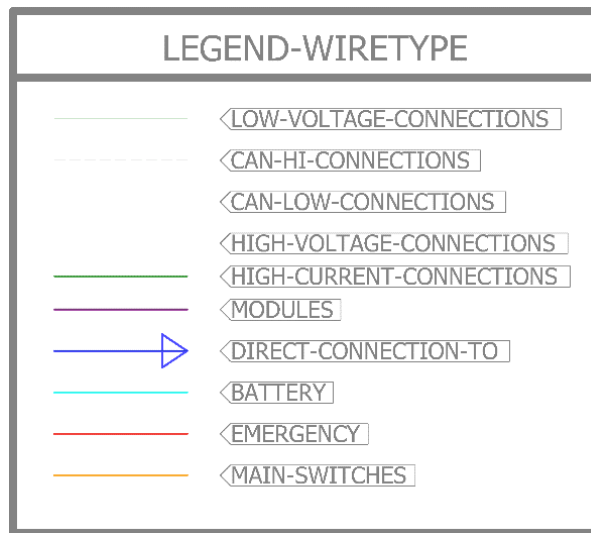 LEGEND-WIRETYPE
LOW-VOLTAGE-CONNECTIONS
CAN-HI-CONNECTIONS
CAN-LOW-CONNECTIONS
HIGH-VOLTAGE-CONNECTIONS
HIGH-CURRENT-CONNECTIONS
MODULES
DIRECT-CONNECTION-TO
BATTERY
EMERGENCY
MAIN-SWITCHES